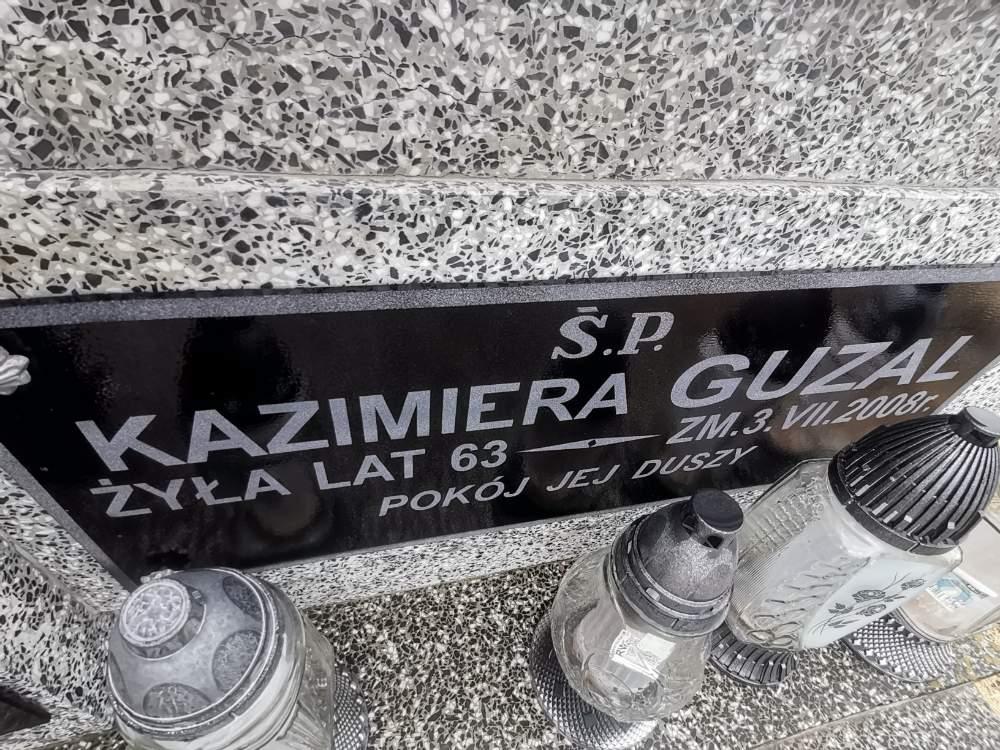 Ś.P.
KAZIMIERA GUZAL
ŻYŁA LAT 63 ZM. 3. VII. 2008r.
POKÓJ JEJ DUSZY